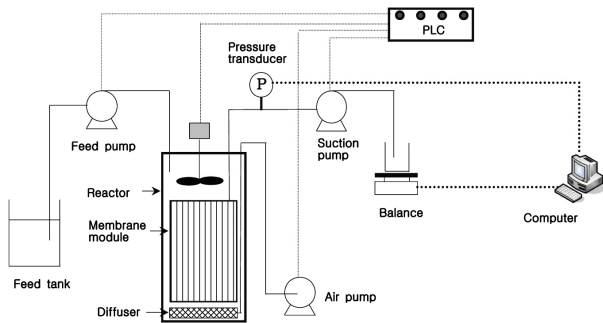 PLC
Pressure
transducer
P
Feed pump
Suction
pump
Reactor
Balance
Computer
Membrane
module
Feed tank
Air pump
Diffuser